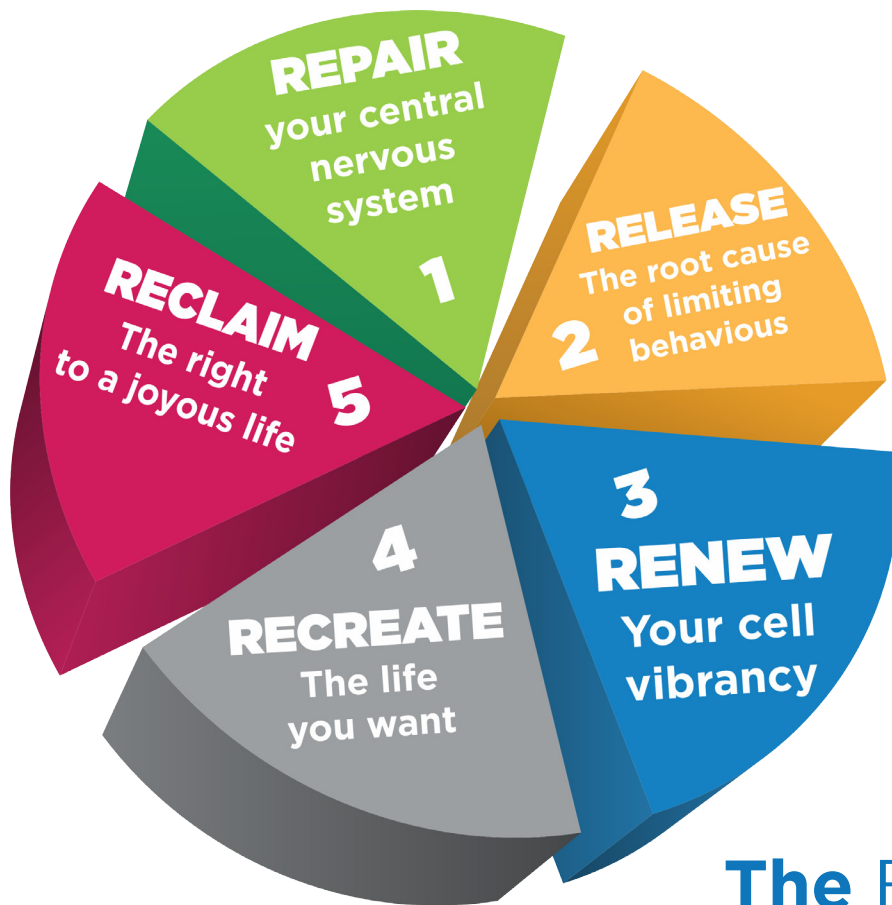 REPAIR
your central
nervous
system
1
RELEASE
The root cause
of limiting
behavious
2
3
RENEW
Your cell
vibrancy
4
RECREATE
The life
you want
RECLAIM
The right
to a joyous life
5
The